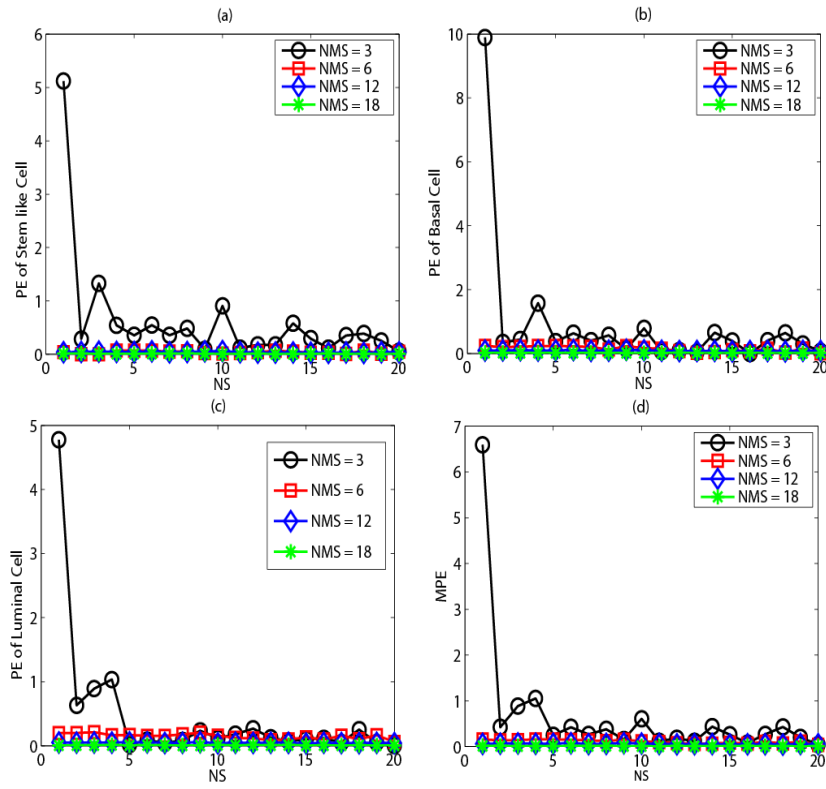 (a)
6
5
4
3
2
1
0
0
5
10
15
20
PE of Stem like Cell
NS
NMS = 3
NMS = 6
NMS = 12
NMS = 18
(b)
10
8
6
4
2
0
0
5
10
15
20
PE of Basal Cell
NS
NMS = 3
NMS = 6
NMS = 12
NMS = 18
(c)
5
4
3
2
1
0
0
5
10
15
20
PE of Luminal Cell
NS
NMS = 3
NMS = 6
NMS = 12
NMS = 18
(d)
7
6
5
4
3
2
1
0
0
5
10
15
20
MPE
NS
NMS = 3
NMS = 6
NMS = 12
NMS = 18